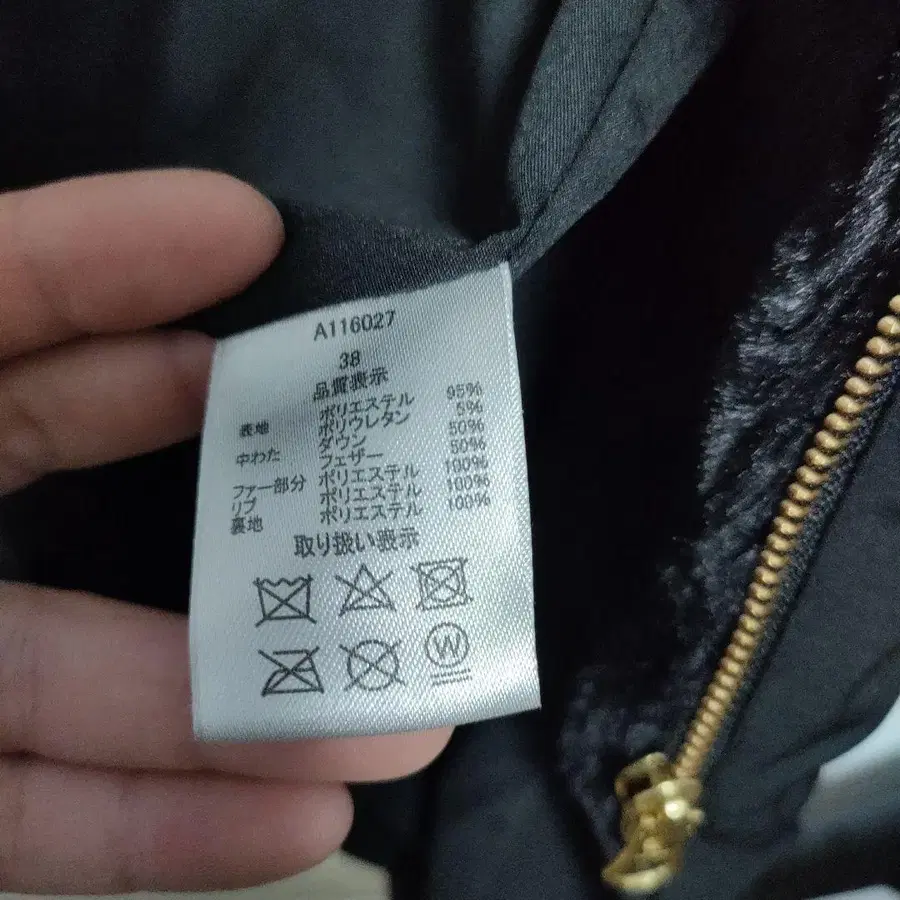 A116027
38
品質表示
表地 ポリエステル 95%
ポリウレタン 5%
中わた ダウン 50%
フェザー 50%
ファー部分 ポリエステル 100%
リブ ポリエステル 100%
裏地 ポリエステル 100%
取り扱い表示
W